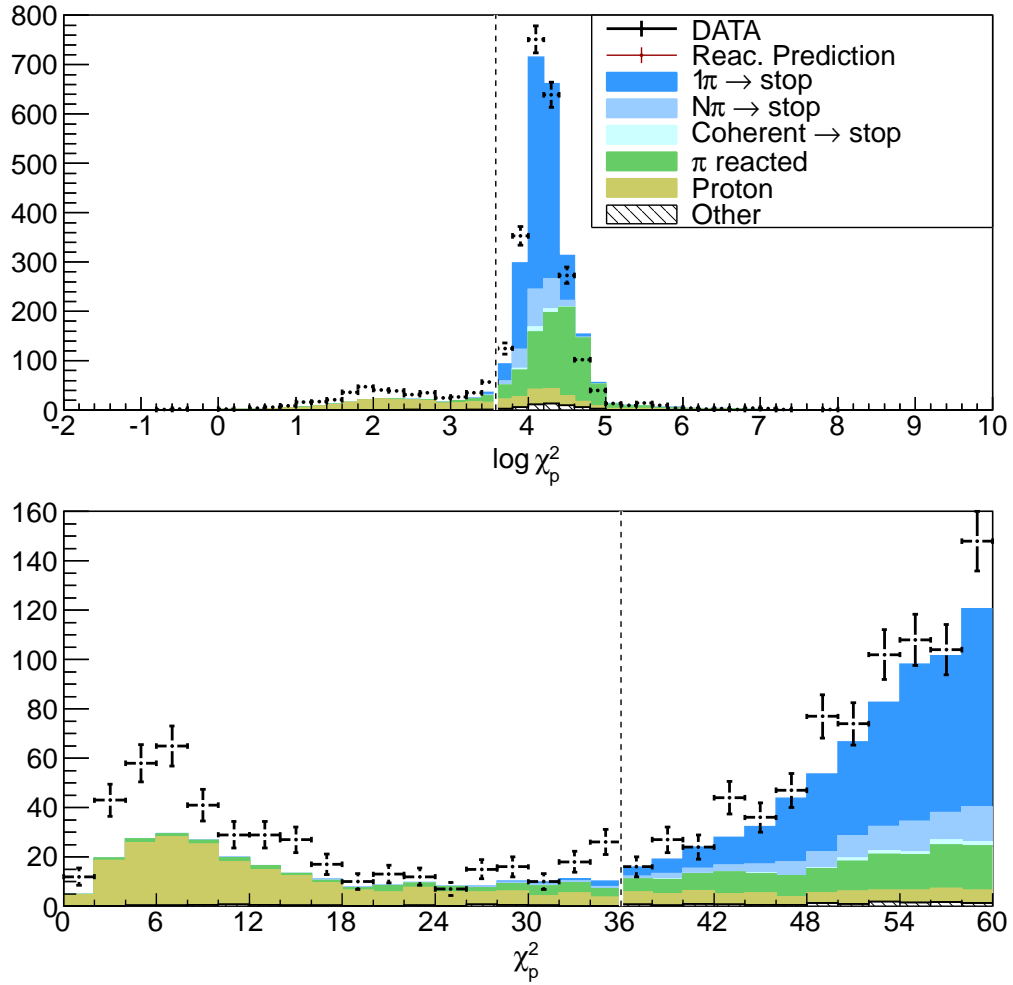 800
700
600
500
400
300
200
100
0
DATA
Reac. Prediction
1π → stop
Nπ → stop
Coherent → stop
π reacted
Proton
Other
-2 -1 0 1 2 3 4 5 6 7 8 9 10
log χ²ₚ
160
140
120
100
80
60
40
20
0
0 6 12 18 24 30 36 42 48 54 60
χ²ₚ